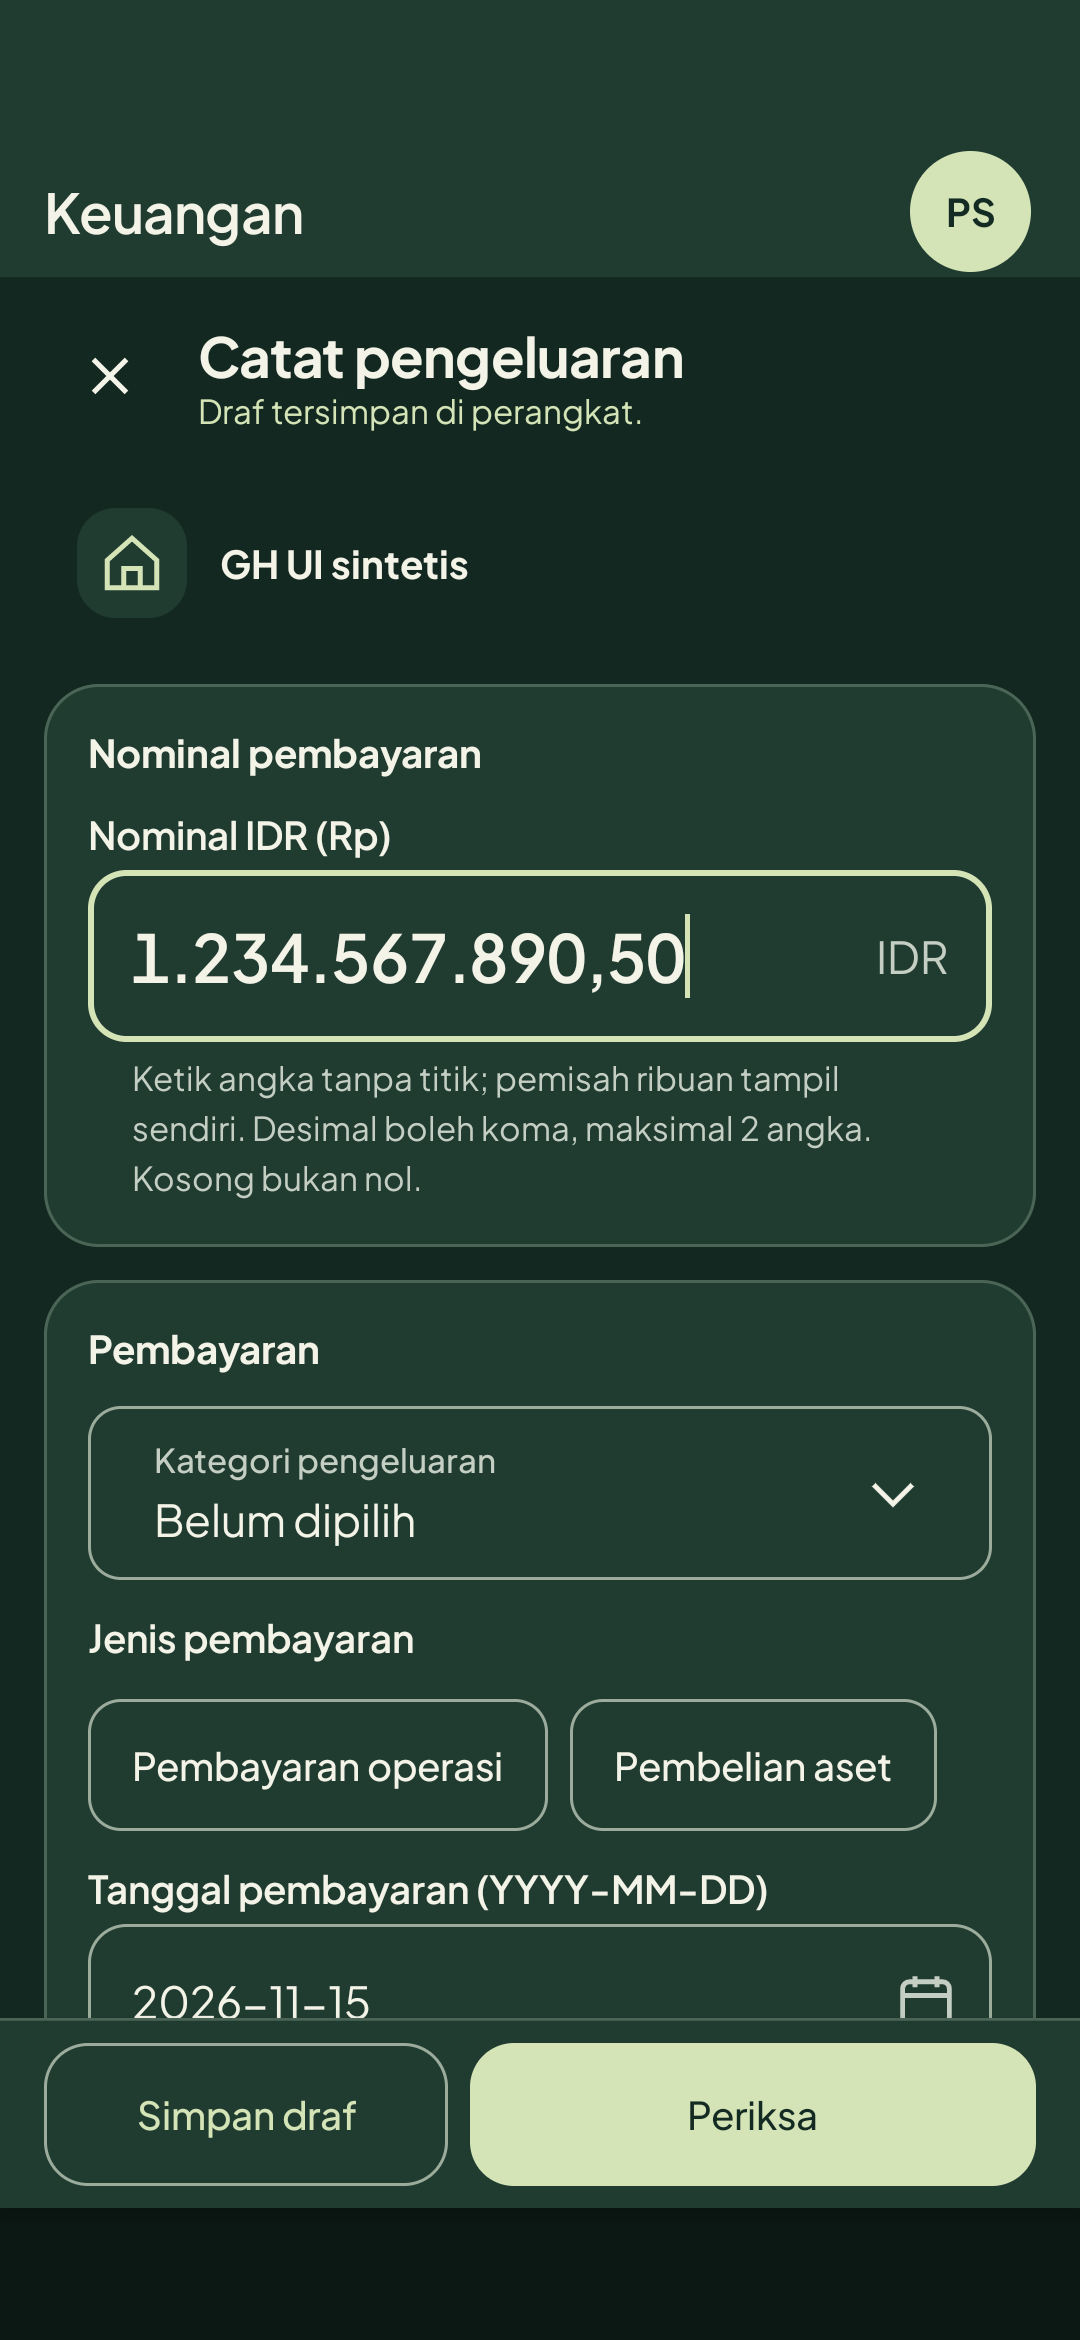 Keuangan
PS
Catat pengeluaran
Draf tersimpan di perangkat.
GH UI sintetis
Nominal pembayaran
Nominal IDR (Rp)
1.234.567.890,50
IDR
Ketik angka tanpa titik; pemisah ribuan tampil
sendiri. Desimal boleh koma, maksimal 2 angka.
Kosong bukan nol.
Pembayaran
Kategori pengeluaran
Belum dipilih
Jenis pembayaran
Pembayaran operasi
Pembelian aset
Tanggal pembayaran (YYYY-MM-DD)
2026-11-15
Simpan draf
Periksa